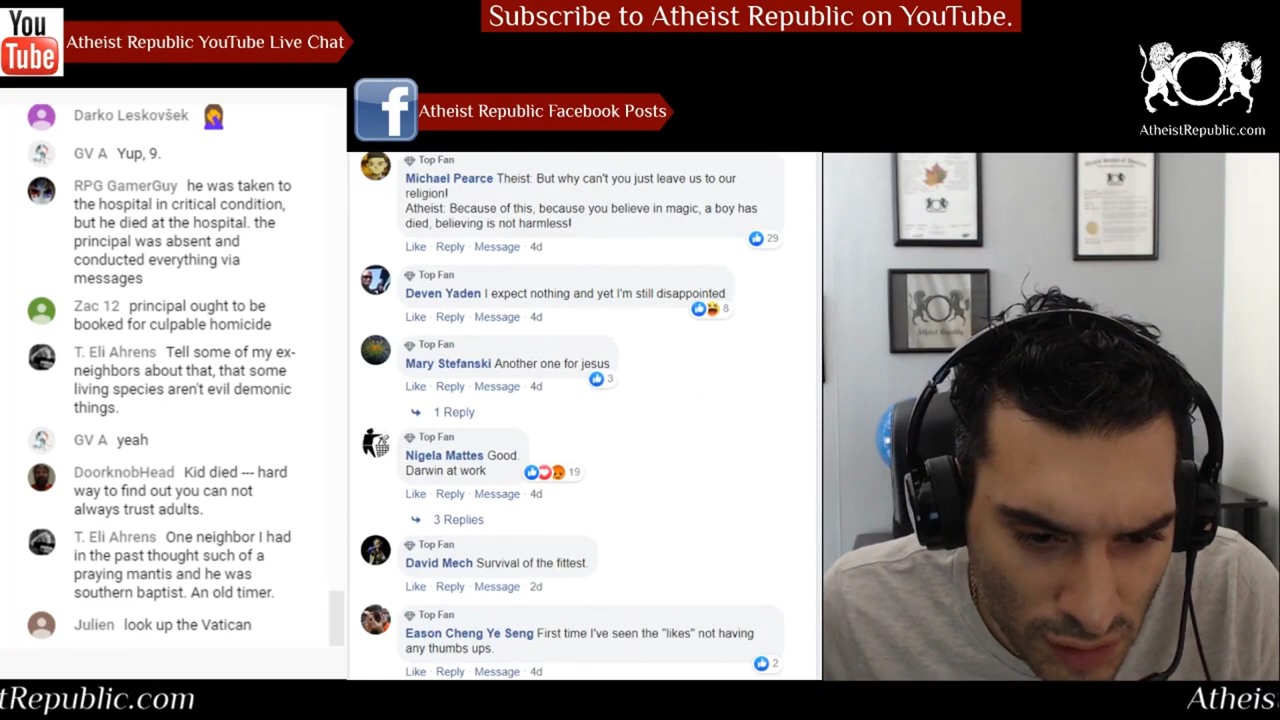 Subscribe to Atheist Republic on YouTube.
You
Tube
Atheist Republic YouTube Live Chat
AtheistRepublic.com
Atheist Republic Facebook Posts
Darko Leskovšek
GV A Yup, 9.
RPG GamerGuy he was taken to
the hospital in critical condition,
but he died at the hospital. the
principal was absent and
conducted everything via
messages
Zac 12 principal ought to be
booked for culpable homicide
T. Eli Ahrens Tell some of my ex-
neighbors about that, that some
living species aren't evil demonic
things.
GV A yeah
DoorknobHead Kid died --- hard
way to find out you can not
always trust adults.
T. Eli Ahrens One neighbor I had
in the past thought such of a
praying mantis and he was
southern baptist. An old timer.
Julien look up the Vatican
Top Fan
Michael Pearce Theist: But why can't you just leave us to our
religion!
Atheist: Because of this, because you believe in magic, a boy has
died, believing is not harmless!
29
Like · Reply · Message · 4d
Top Fan
Deven Yaden I expect nothing and yet I'm still disappointed
8
Like · Reply · Message · 4d
Top Fan
Mary Stefanski Another one for jesus
3
Like · Reply · Message · 4d
1 Reply
Top Fan
Nigela Mattes Good.
Darwin at work
19
Like · Reply · Message · 4d
3 Replies
Top Fan
David Mech Survival of the fittest.
Like · Reply · Message · 2d
Top Fan
Eason Cheng Ye Seng First time I've seen the "likes" not having
any thumbs ups.
2
Like · Reply · Message · 4d
Atheist Republic
tRepublic.com
Atheis